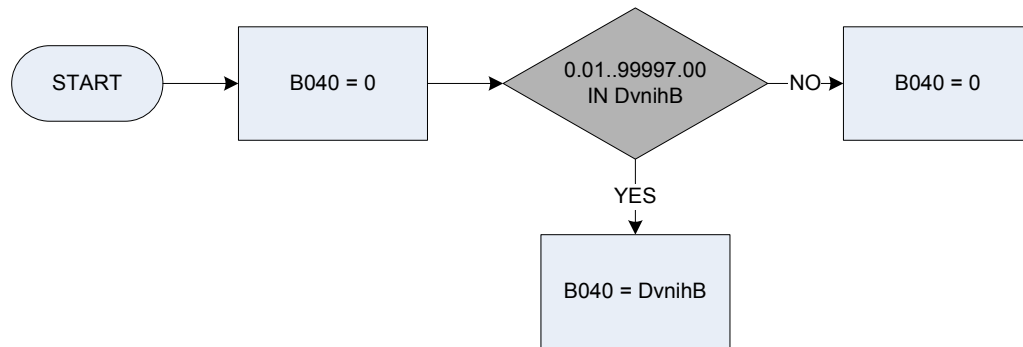 START
B040 = 0
0.01..99997.00
IN DvnihB
NO
B040 = 0
YES
B040 = DvnihB